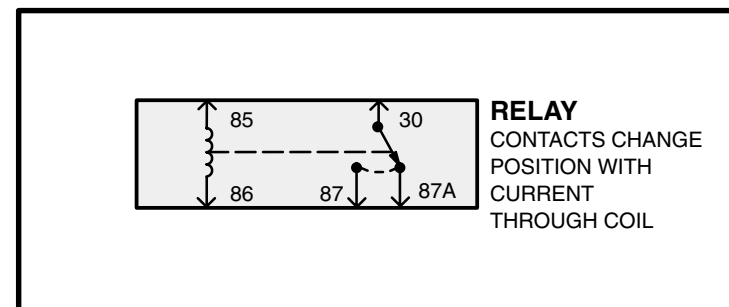 85
30
86
87
87A
RELAY
CONTACTS CHANGE
POSITION WITH
CURRENT
THROUGH COIL